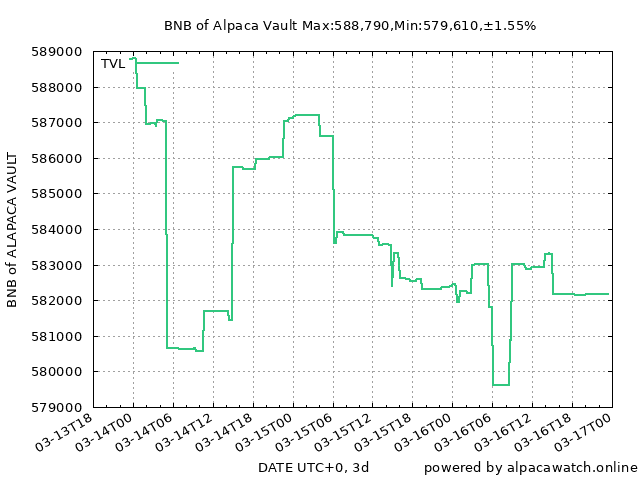 BNB of Alpaca Vault Max:588,790,Min:579,610,±1.55%
589000
588000
587000
586000
585000
584000
583000
582000
581000
580000
579000
TVL
BNB of ALAPACA VAULT
03-13T18
03-14T00
03-14T06
03-14T12
03-14T18
03-15T00
03-15T06
03-15T12
03-15T18
03-16T00
03-16T06
03-16T12
03-16T18
03-17T00
DATE UTC+0, 3d
powered by alpacawatch.online